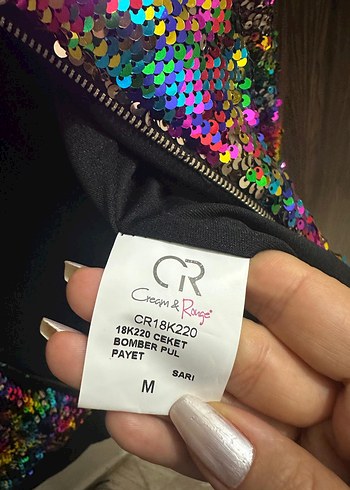 CR
Cream & Rouge®
CR18K220
18K220 CEKET
BOMBER PUL
PAYET
SARI
M